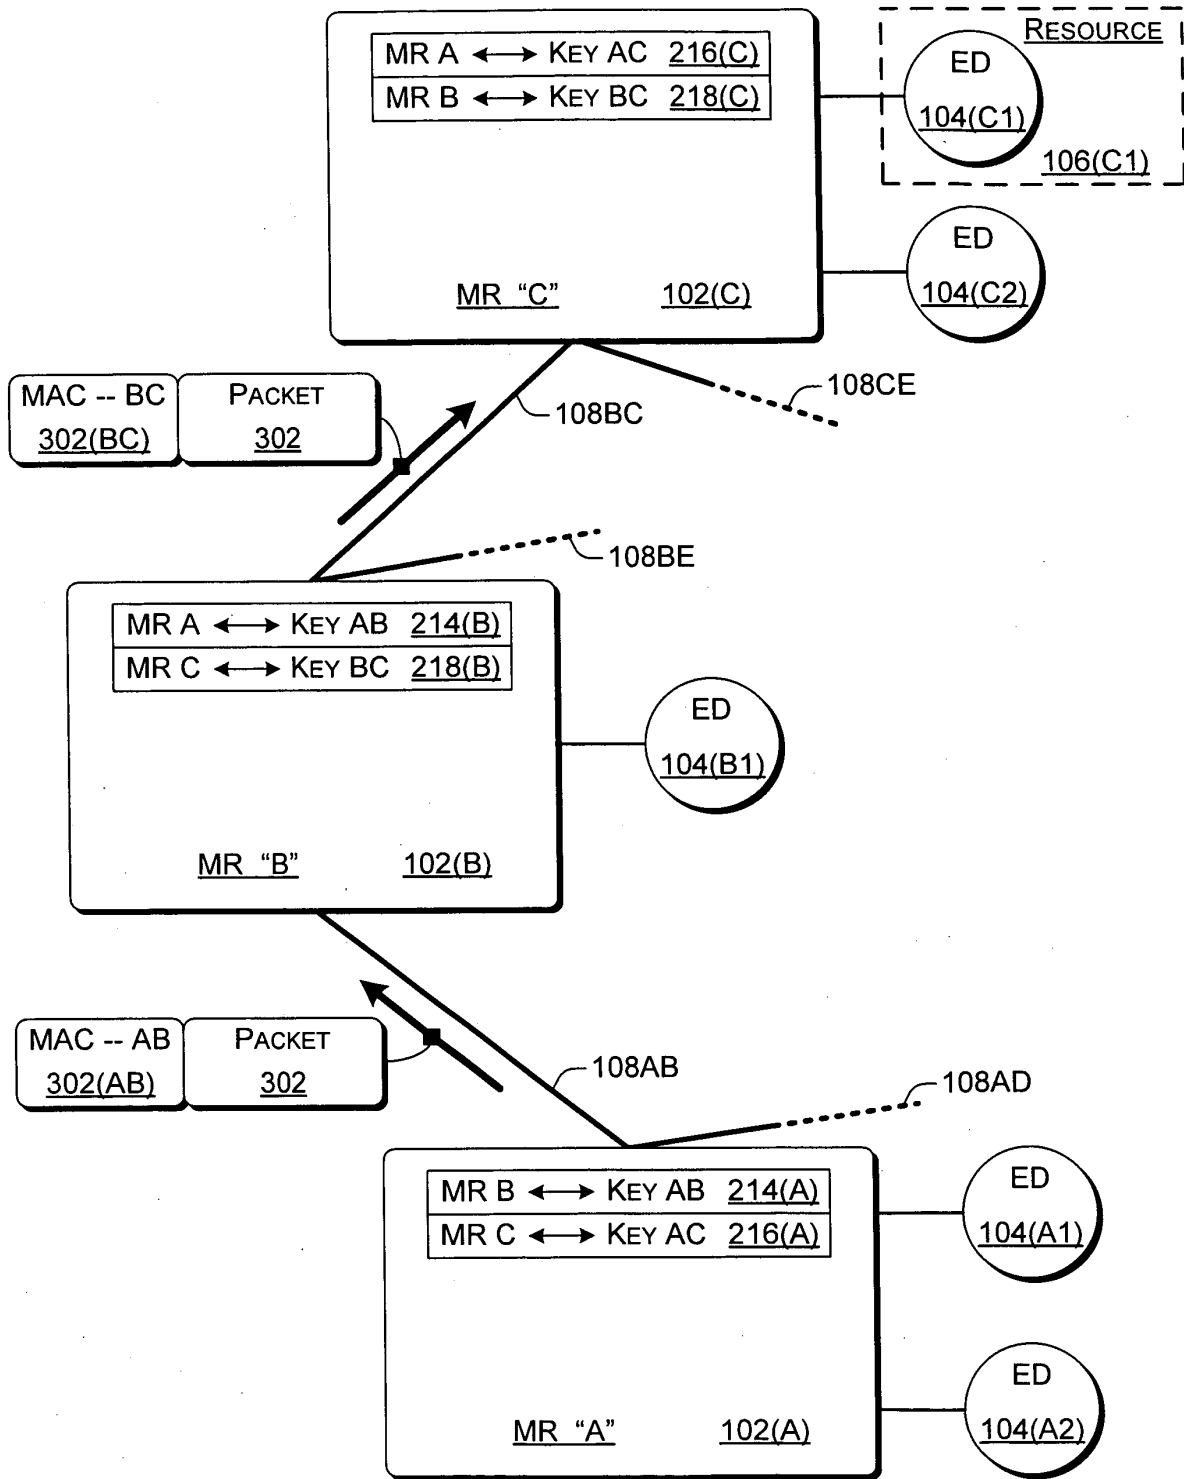 MR A ↔ KEY AC 216(C)
MR B ↔ KEY BC 218(C)
MR "C" 102(C)
RESOURCE
ED
104(C1)
106(C1)
ED
104(C2)
MAC -- BC
302(BC)
PACKET
302
108BC
108CE
108BE
MR A ↔ KEY AB 214(B)
MR C ↔ KEY BC 218(B)
MR "B" 102(B)
ED
104(B1)
MAC -- AB
302(AB)
PACKET
302
108AB
108AD
MR B ↔ KEY AB 214(A)
MR C ↔ KEY AC 216(A)
MR "A" 102(A)
ED
104(A1)
ED
104(A2)